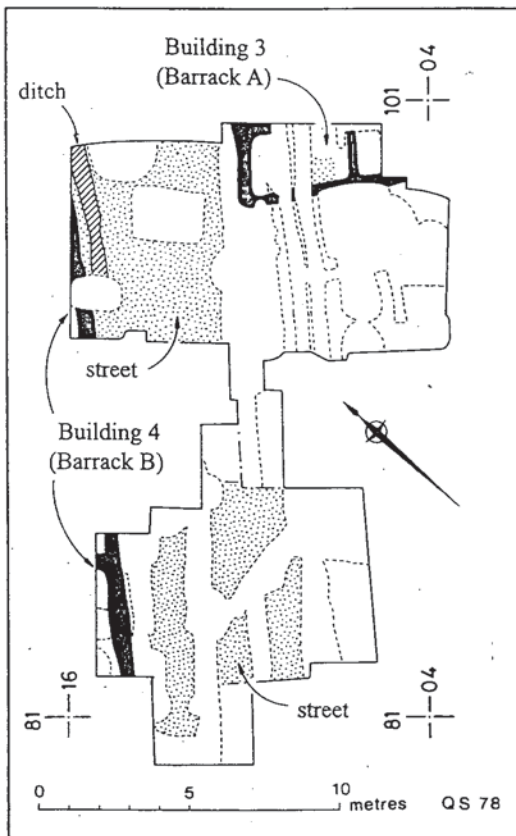 Building 3
(Barrack A)
ditch
101
04
street
Building 4
(Barrack B)
81
16
street
81
04
0 5 10
metres QS 78